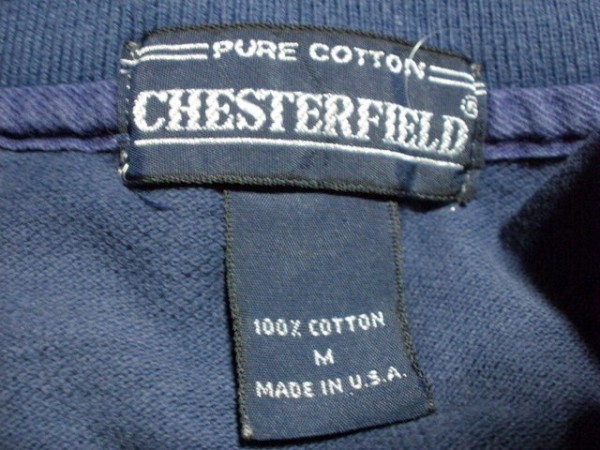 PURE COTTON
CHESTERFIELD®
100% COTTON
M
MADE IN U.S.A.